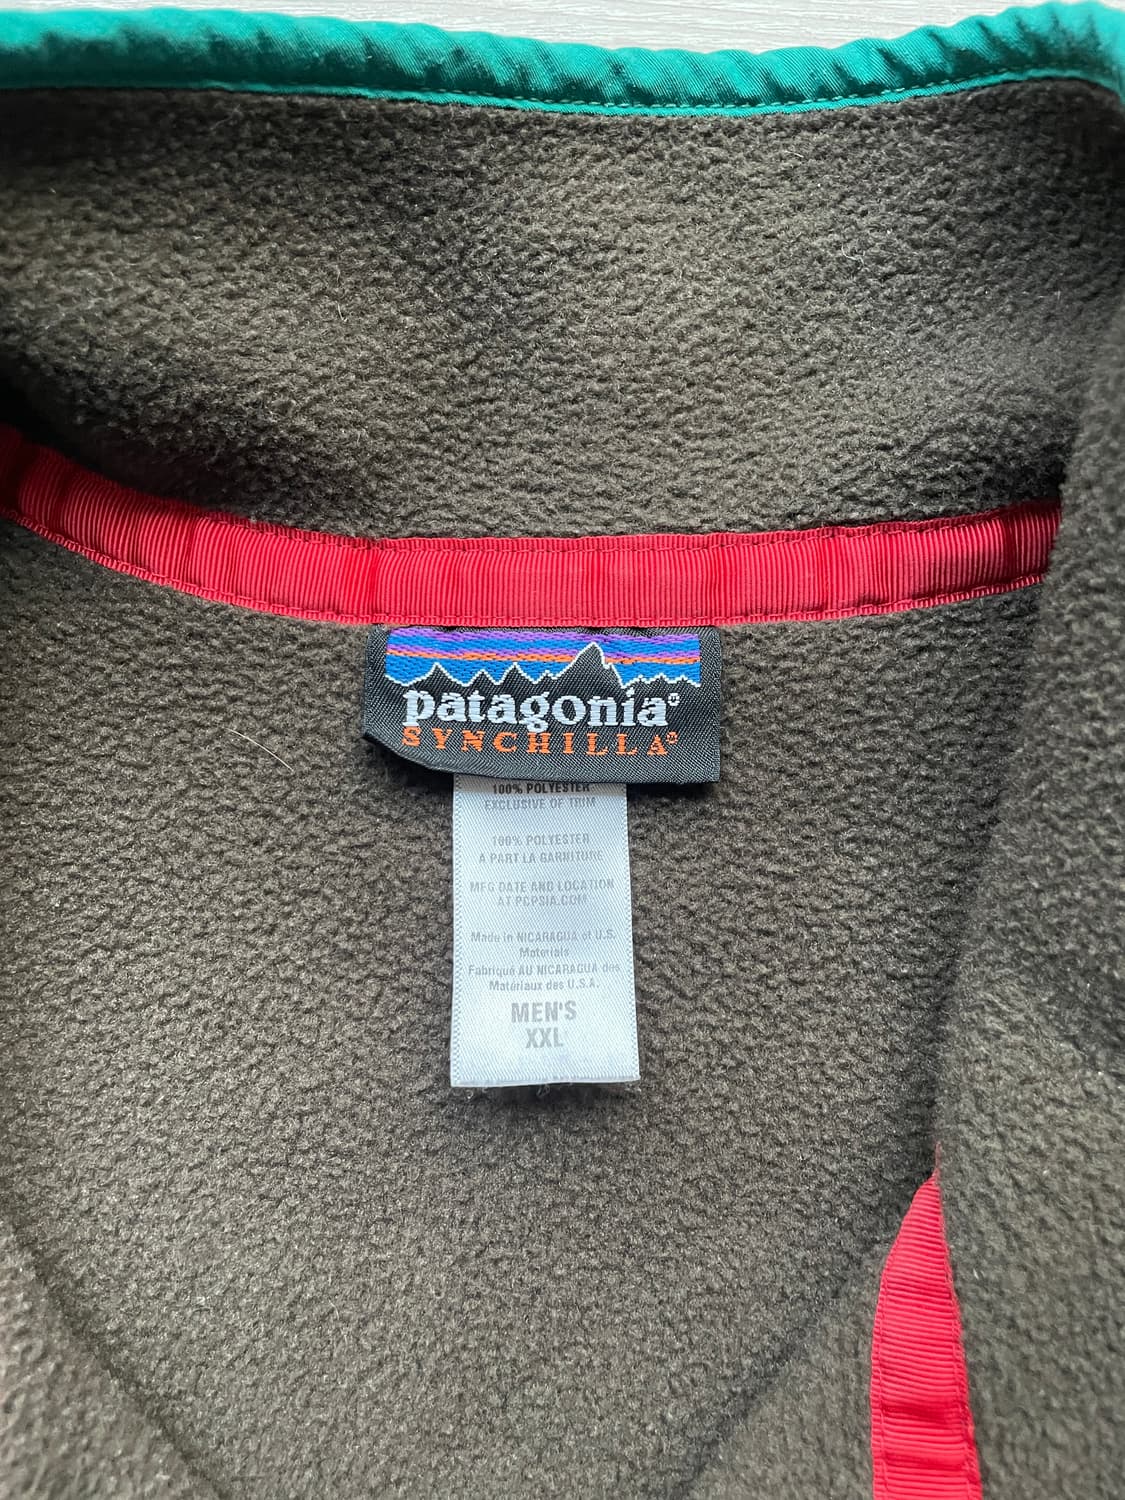 patagonia®
SYNCHILLA®
100% POLYESTER
EXCLUSIVE OF TRIM
100% POLYESTER
A PART LA GARNITURE
MFG DATE AND LOCATION
AT PCPSIA.COM
Made in NICARAGUA of U.S.
Materials
Fabriqué AU NICARAGUA des
Matériaux des U.S.A.
MEN'S
XXL